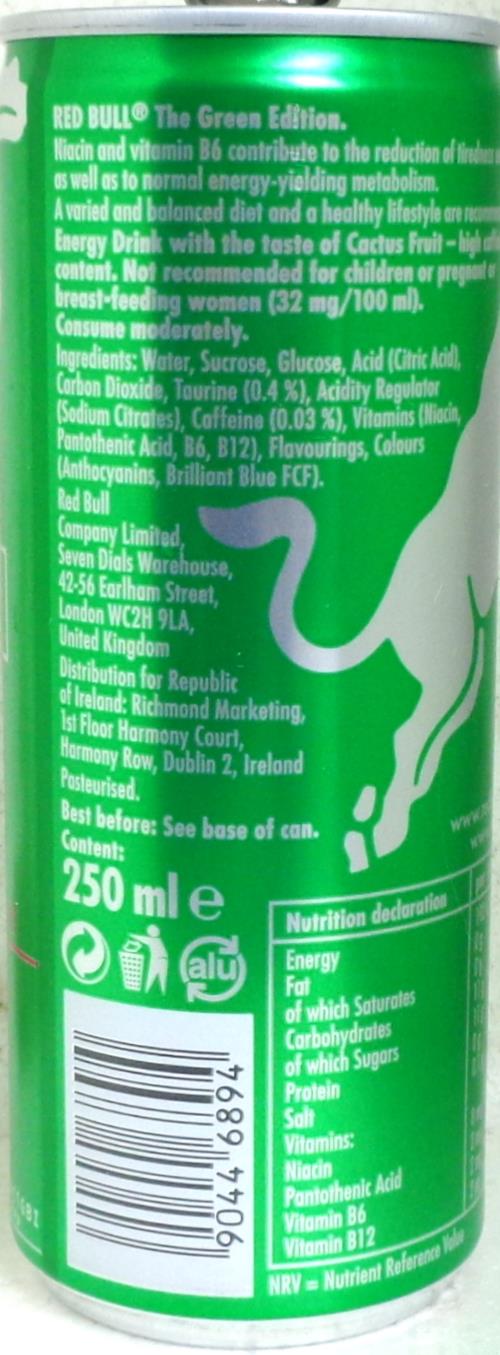 RED BULL® The Green Edition.
Niacin and vitamin B6 contribute to the reduction of
as well as to normal energy-yielding metabolism.
A varied and balanced diet and a healthy lifestyle are
Energy Drink with the taste of Cactus Fruit – high
content. Not recommended for children or pregnant or
breast-feeding women (32 mg/100 ml).
Consume moderately.
Ingredients: Water, Sucrose, Glucose, Acid (Citric Acid),
Carbon Dioxide, Taurine (0.4 %), Acidity Regulator
(Sodium Citrates), Caffeine (0.03 %), Vitamins (Niacin,
Pantothenic Acid, B6, B12), Flavourings, Colours
(Anthocyanins, Brilliant Blue FCF).
Red Bull
Company Limited,
Seven Dials Warehouse,
42-56 Earlham Street,
London WC2H 9LA,
United Kingdom
Distribution for Republic
of Ireland: Richmond Marketing,
1st Floor Harmony Court,
Harmony Row, Dublin 2, Ireland
Pasteurised.
Best before: See base of can.
Content:
250 ml e
alu
9044 6894
Nutrition declaration
Energy
Fat
of which Saturates
Carbohydrates
of which Sugars
Protein
Salt
Vitamins:
Niacin
Pantothenic Acid
Vitamin B6
Vitamin B12
NRV = Nutrient Reference Value